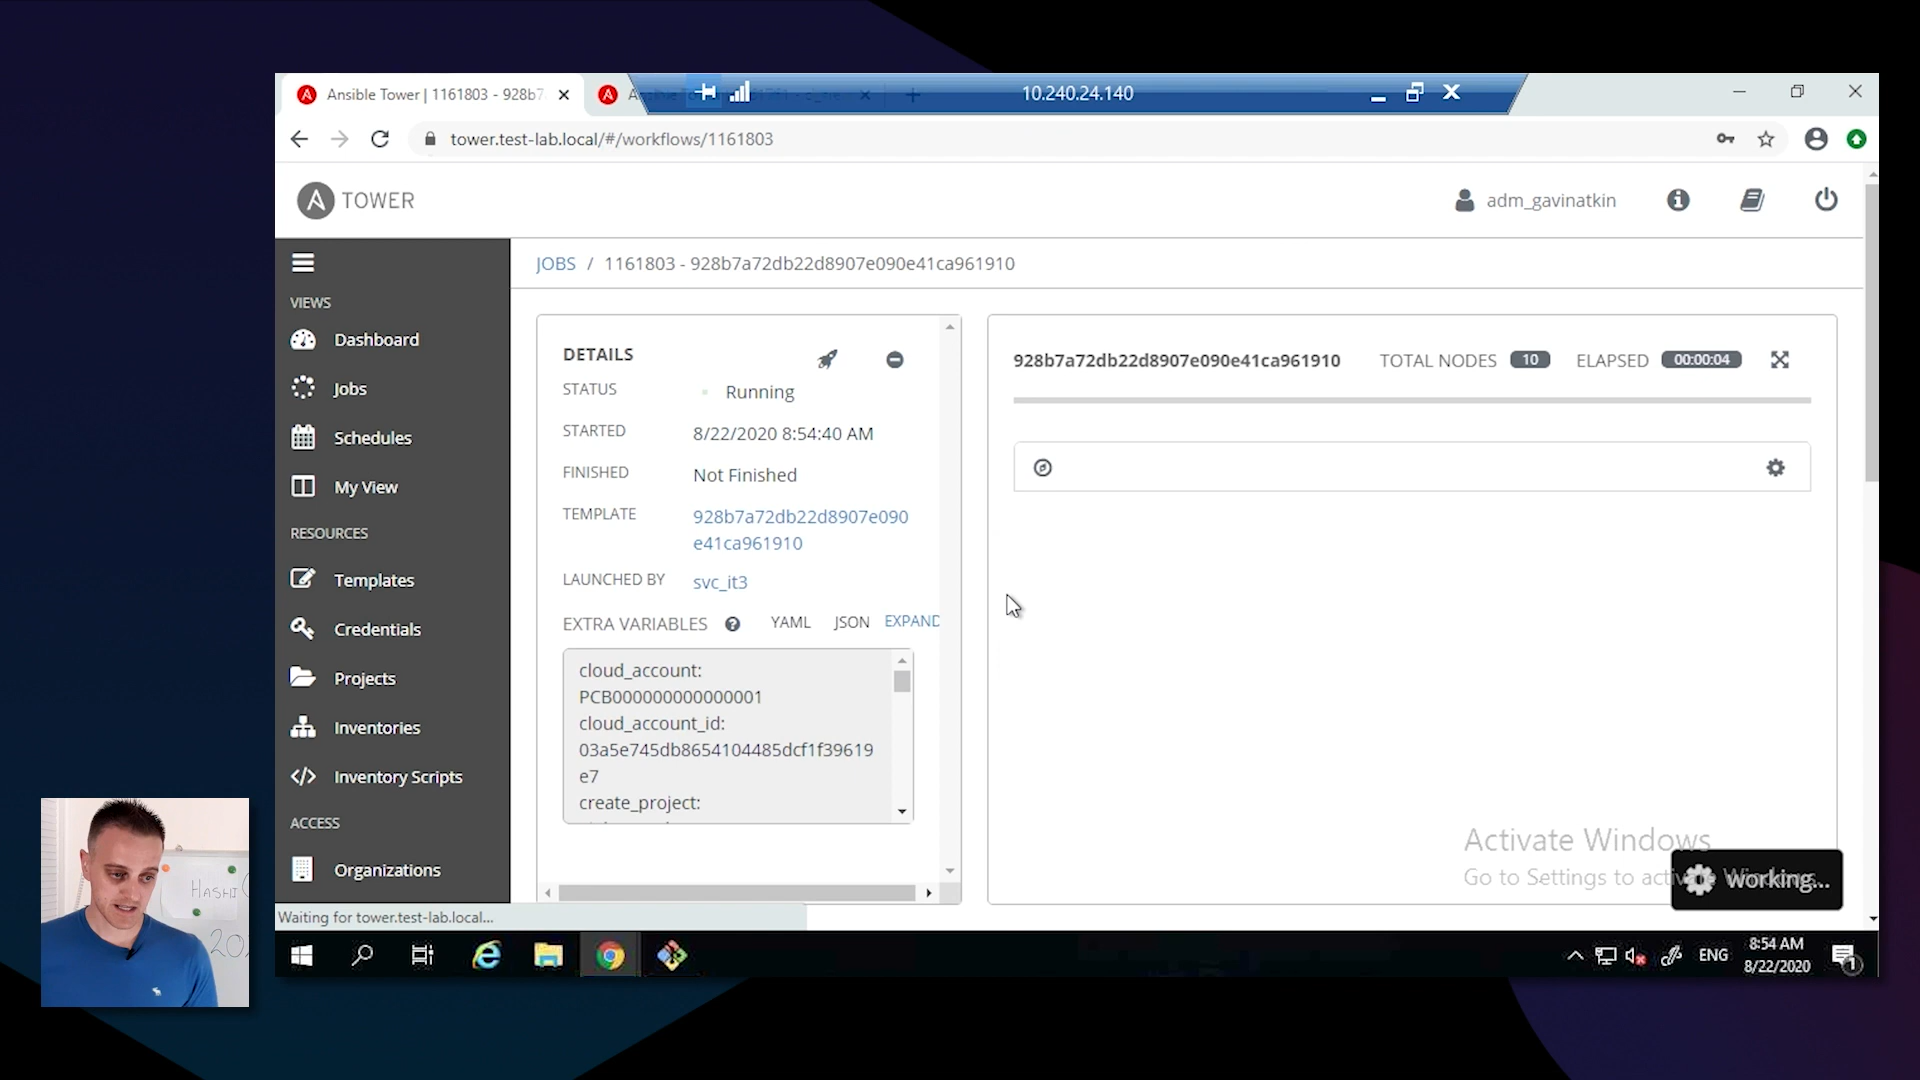 Ansible Tower | 1161803 - 928b7
10.240.24.140
tower.test-lab.local/#/workflows/1161803
TOWER
adm_gavinatkin
VIEWS
Dashboard
Jobs
Schedules
My View
RESOURCES
Templates
Credentials
Projects
Inventories
Inventory Scripts
ACCESS
Organizations
JOBS / 1161803 - 928b7a72db22d8907e090e41ca961910
DETAILS
STATUS Running
STARTED 8/22/2020 8:54:40 AM
FINISHED Not Finished
TEMPLATE 928b7a72db22d8907e090
e41ca961910
LAUNCHED BY svc_it3
EXTRA VARIABLES YAML JSON EXPAND
cloud_account:
PCB000000000000001
cloud_account_id:
03a5e745db8654104485dcf1f39619
e7
create_project:
928b7a72db22d8907e090e41ca961910 TOTAL NODES 10 ELAPSED 00:00:04
Activate Windows
Go to Settings to activate Windows.
Working...
Waiting for tower.test-lab.local...
ENG
8:54 AM
8/22/2020
1
HASHI